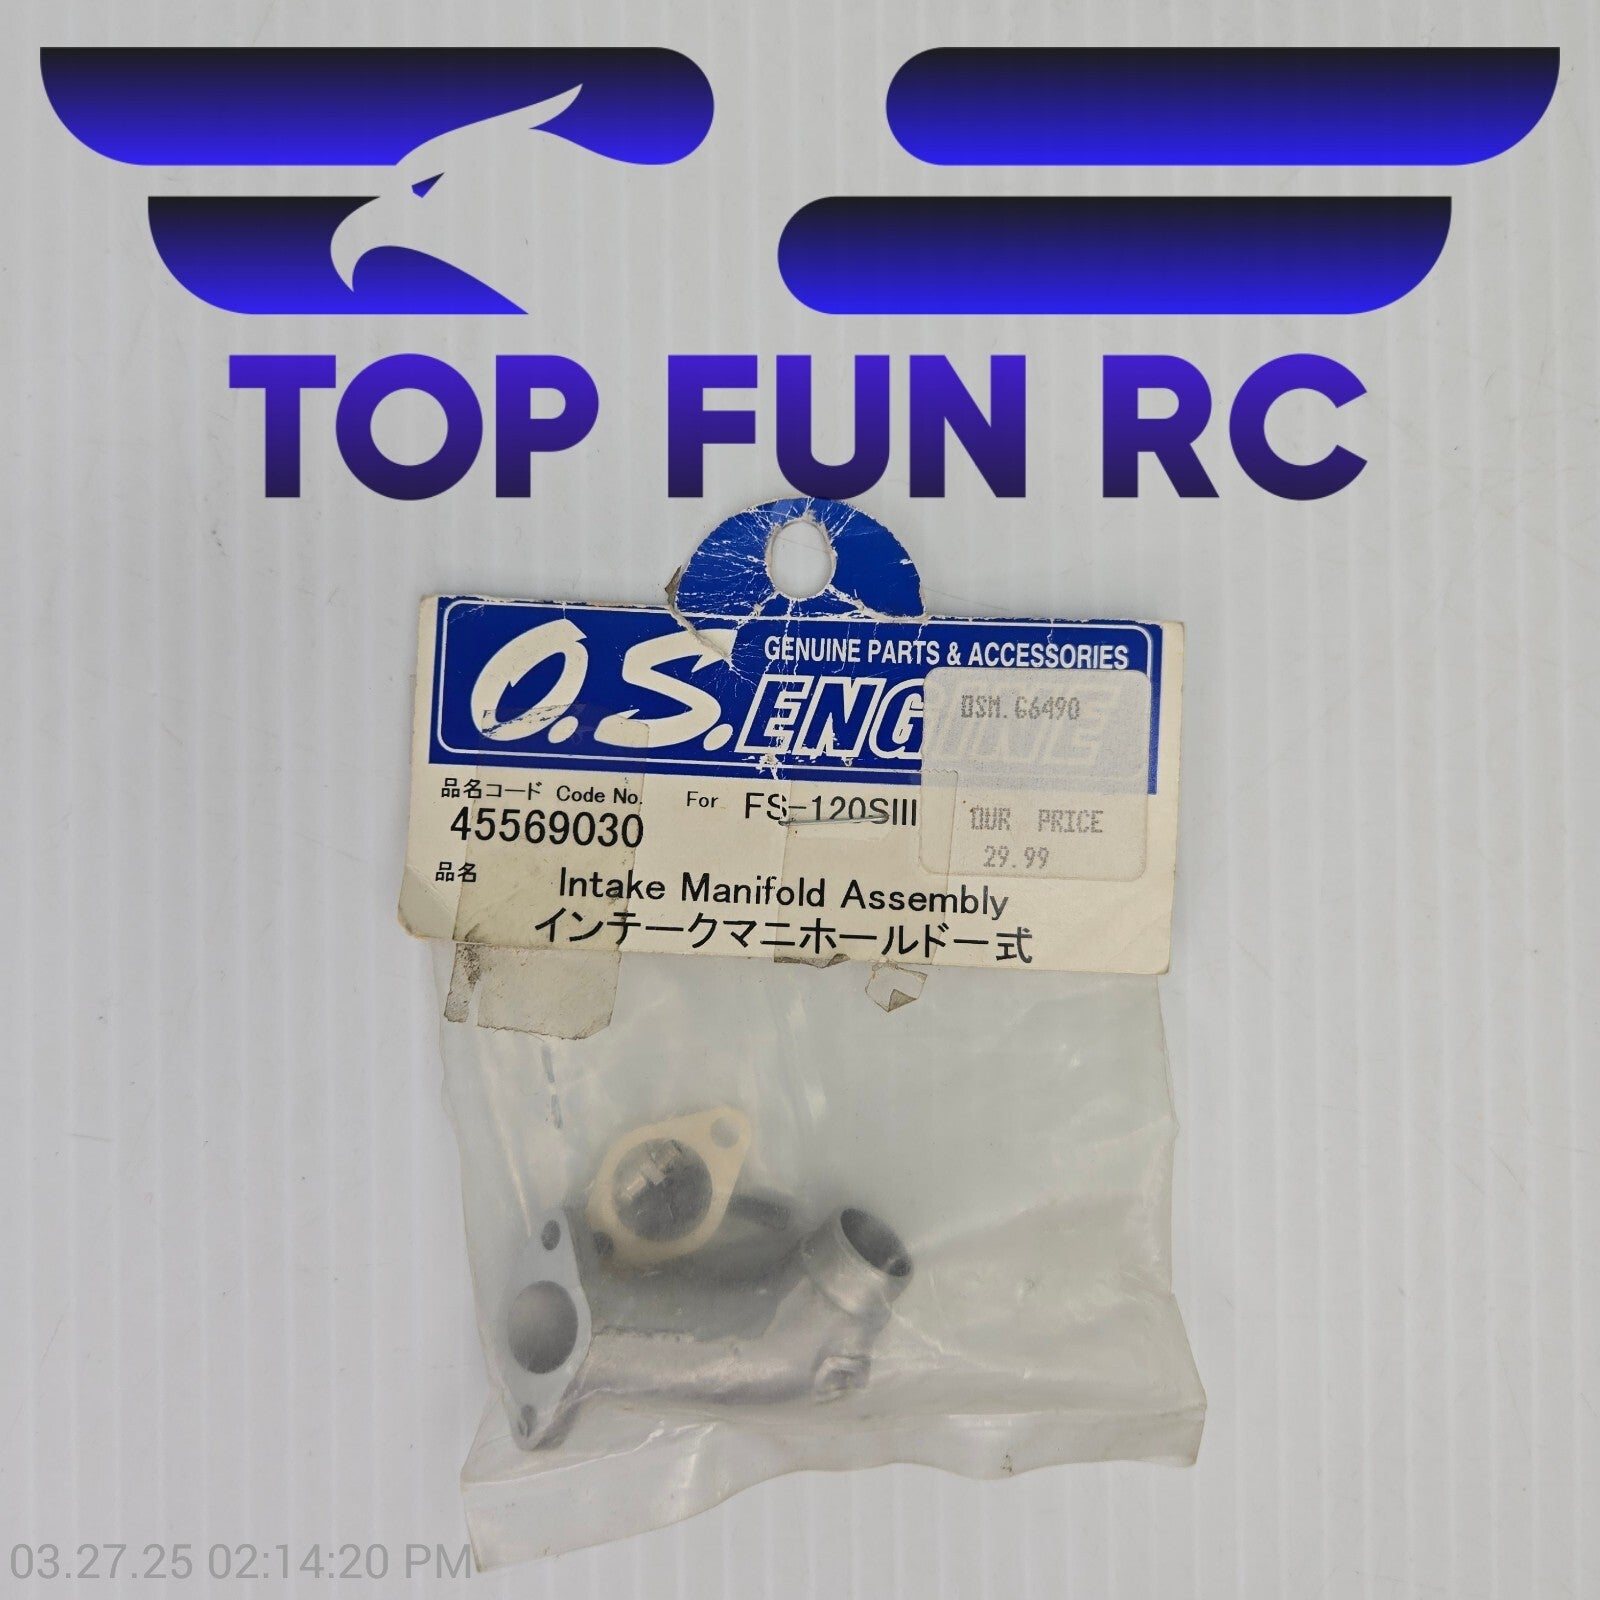 TOP FUN RC
GENUINE PARTS & ACCESSORIES
O.S. ENGINE
OSM. G6490
品名コード Code No.
45569030
For FS-120SIII
OUR PRICE
29.99
品名 Intake Manifold Assembly
インテークマニホールド一式
03.27.25 02:14:20 PM